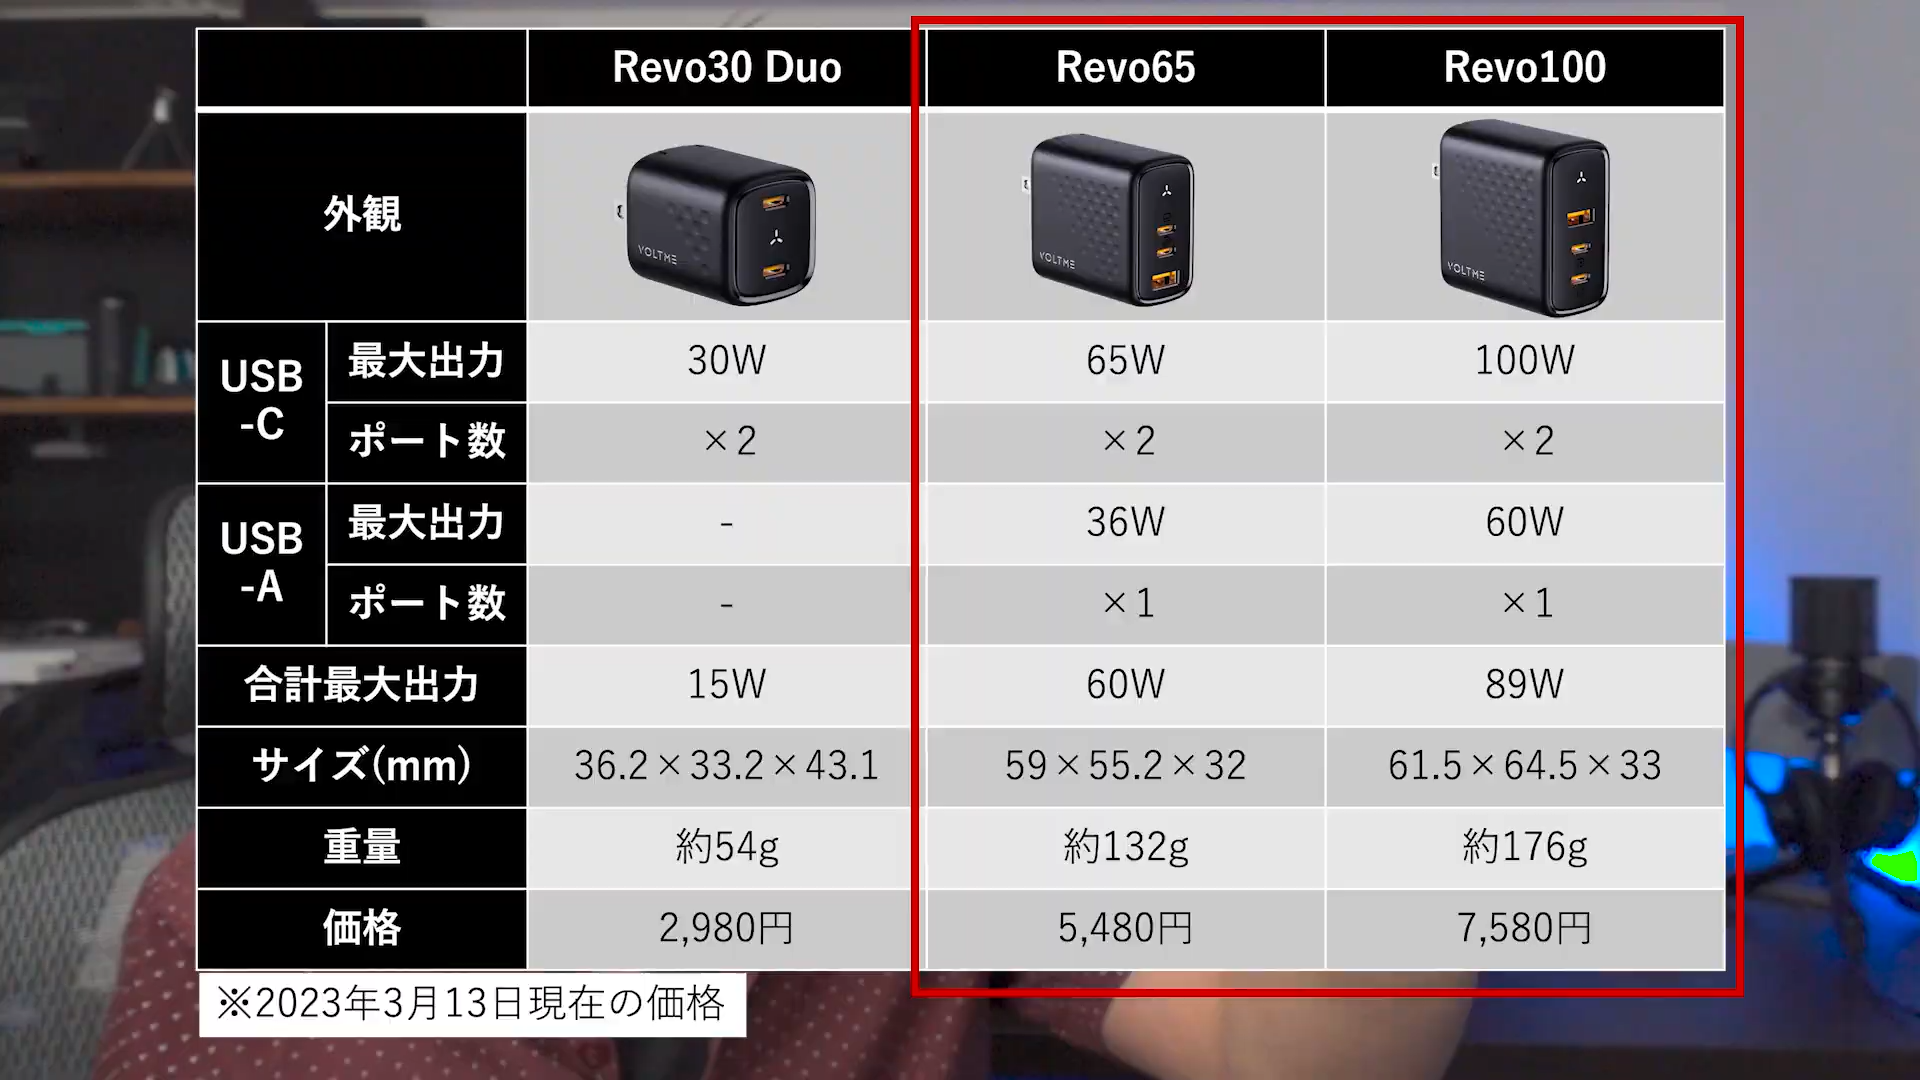 Revo30 Duo Revo65 Revo100
外観
VOLTME VOLTME VOLTME
USB-C 最大出力 30W 65W 100W
ポート数 ×2 ×2 ×2
USB-A 最大出力 - 36W 60W
ポート数 - ×1 ×1
合計最大出力 15W 60W 89W
サイズ(mm) 36.2×33.2×43.1 59×55.2×32 61.5×64.5×33
重量 約54g 約132g 約176g
価格 2,980円 5,480円 7,580円
※2023年3月13日現在の価格